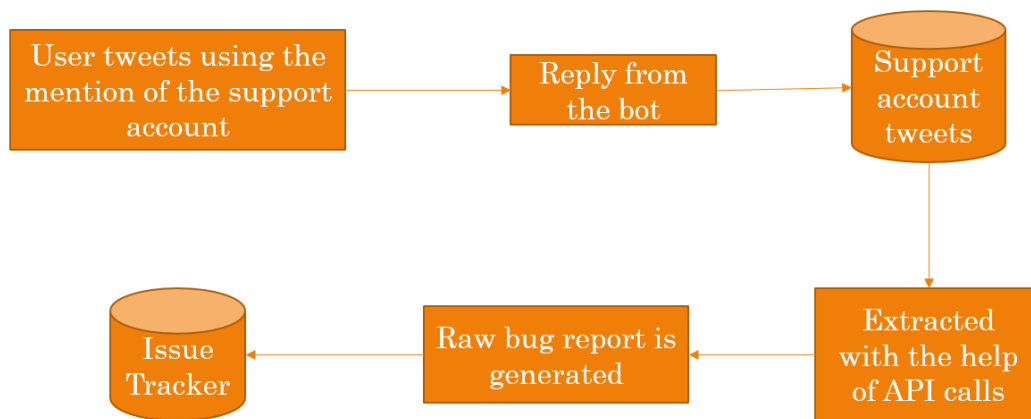 User tweets using the
mention of the support
account
Reply from
the bot
Support
account
tweets
Extracted
with the help
of API calls
Raw bug report is
generated
Issue
Tracker